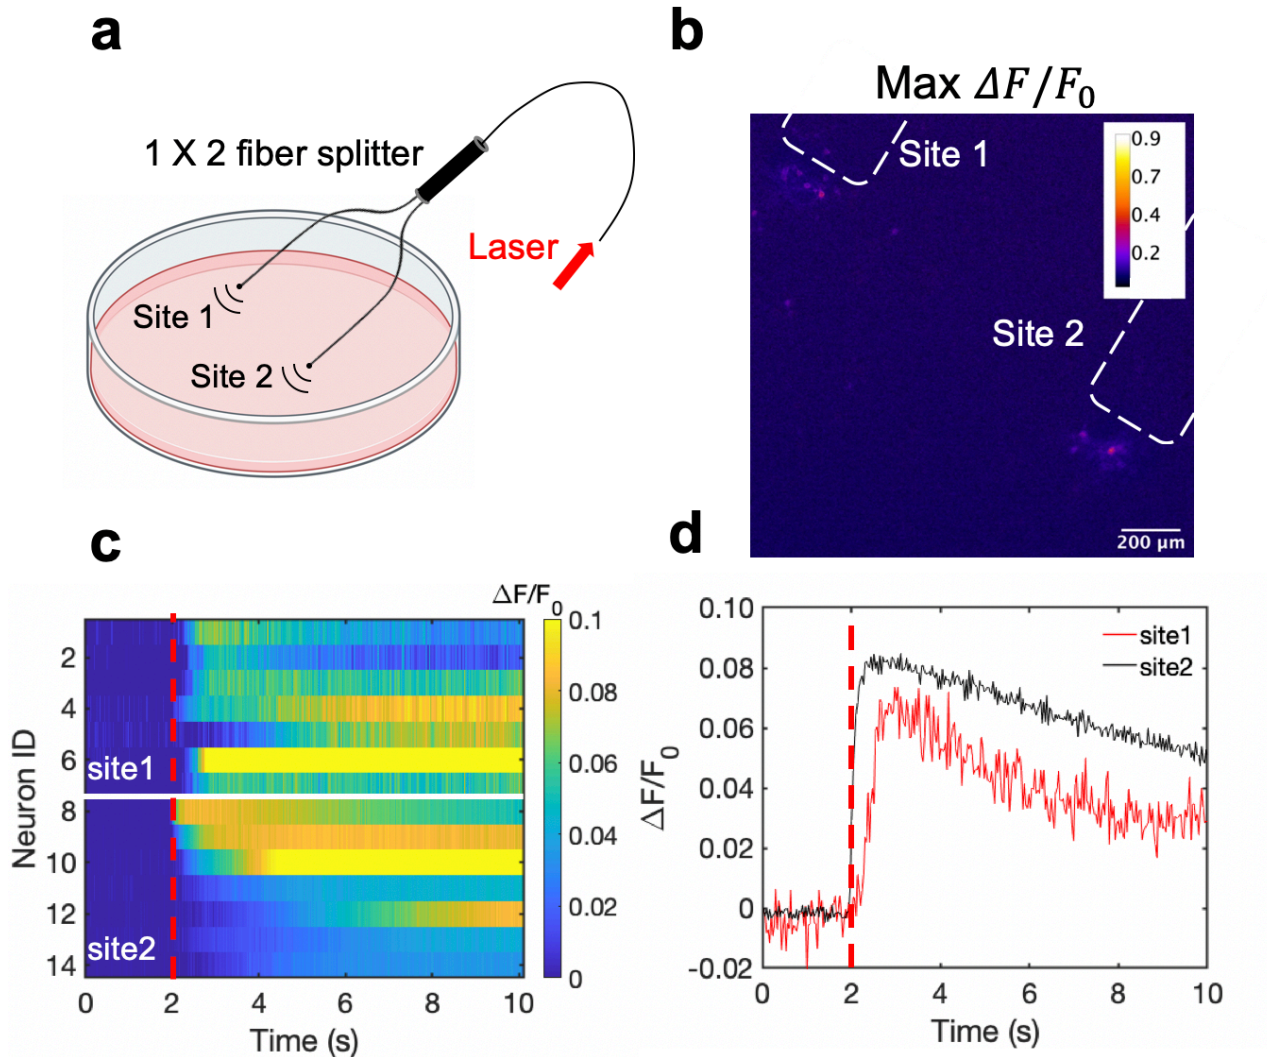 a
1 X 2 fiber splitter
Laser
Site 1
Site 2
b
Max ΔF/F₀
Site 1
0.9
0.7
0.4
0.2
Site 2
200 μm
c
ΔF/F₀
0.1
0.08
0.06
0.04
0.02
0
Neuron ID
2
4
6
8
10
12
14
site1
site2
0 2 4 6 8 10
Time (s)
d
ΔF/F₀
0.10
0.08
0.06
0.04
0.02
0
-0.02
site1
site2
0 2 4 6 8 10
Time (s)